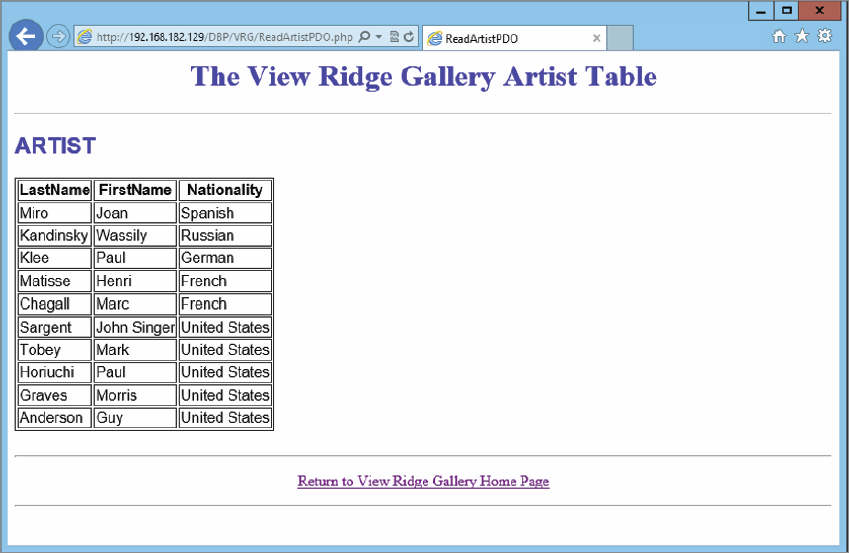 http://192.168.182.129/DBP/VRG/ReadArtistPDO.php
ReadArtistPDO
The View Ridge Gallery Artist Table
ARTIST
LastName FirstName Nationality
Miro Joan Spanish
Kandinsky Wassily Russian
Klee Paul German
Matisse Henri French
Chagall Marc French
Sargent John Singer United States
Tobey Mark United States
Horiuchi Paul United States
Graves Morris United States
Anderson Guy United States
Return to View Ridge Gallery Home Page